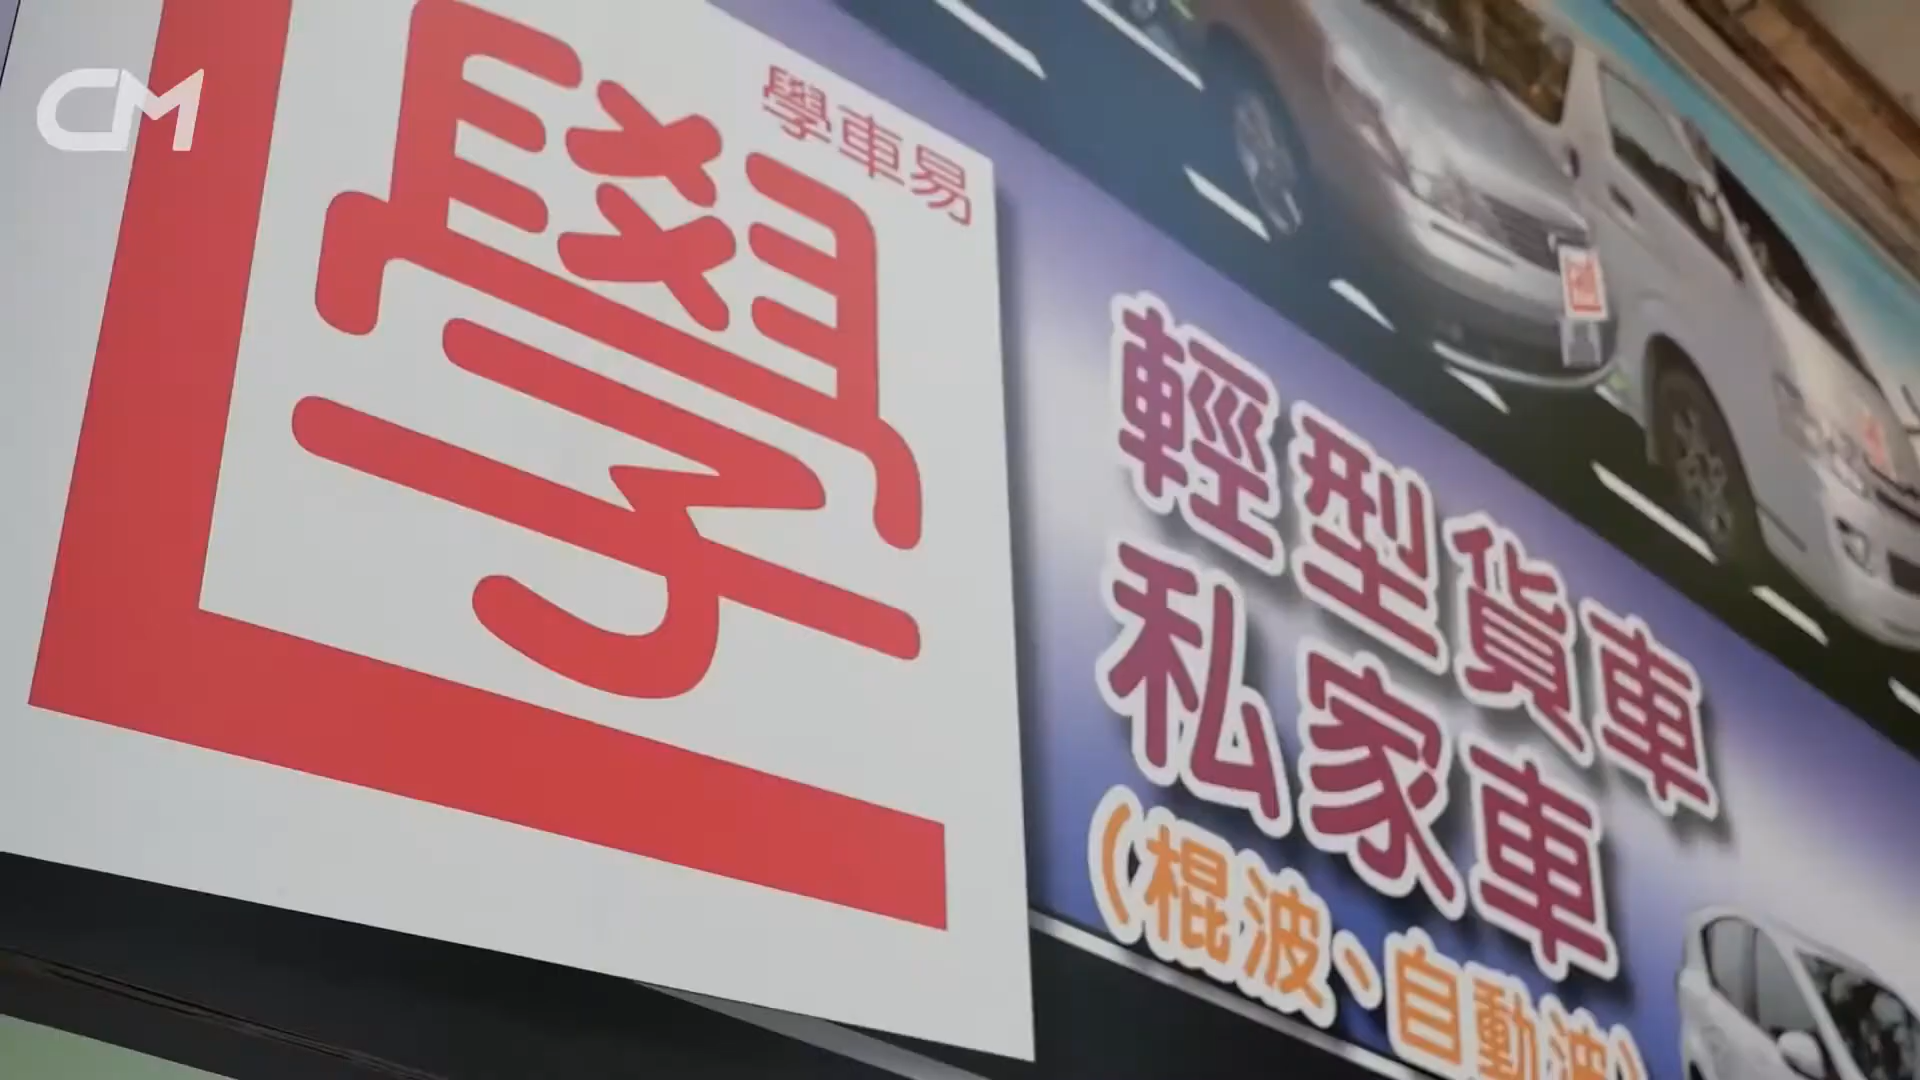 CM
學車易
學
輕型貨車
私家車
(棍波、自動波)